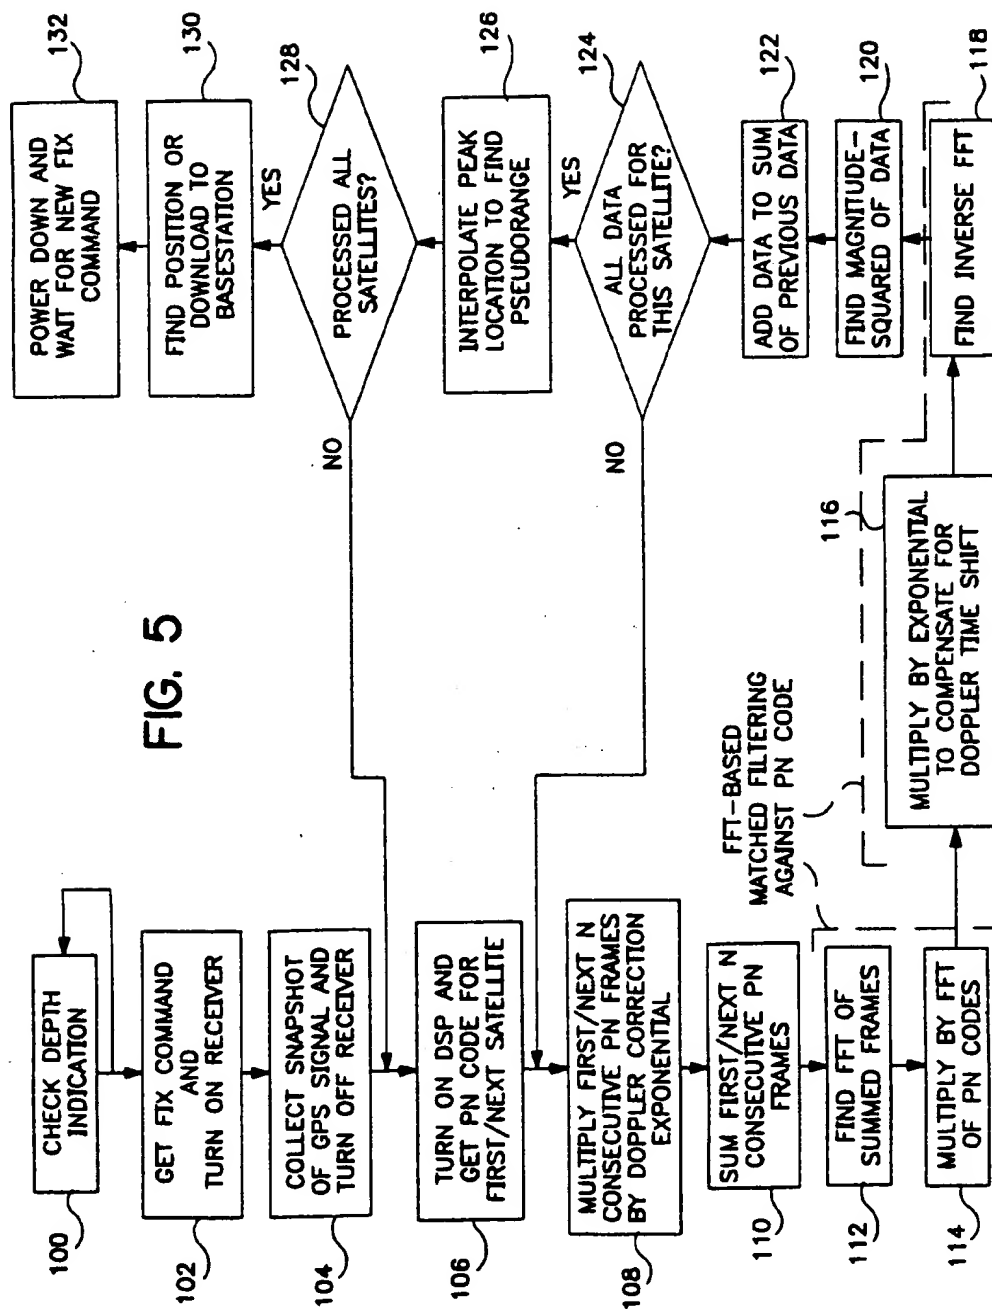 FIG. 5
CHECK DEPTH
INDICATION
100
GET FIX COMMAND
AND
TURN ON RECEIVER
102
COLLECT SNAPSHOT
OF GPS SIGNAL AND
TURN OFF RECEIVER
104
TURN ON DSP AND
GET PN CODE FOR
FIRST/NEXT SATELLITE
106
MULTIPLY FIRST/NEXT N
CONSECUTIVE PN FRAMES
BY DOPPLER CORRECTION
EXPONENTIAL
108
SUM FIRST/NEXT N
CONSECUTIVE PN
FRAMES
110
FIND FFT OF
SUMMED FRAMES
112
MULTIPLY BY FFT
OF PN CODES
114
FFT-BASED
MATCHED FILTERING
AGAINST PN CODE
MULTIPLY BY EXPONENTIAL
TO COMPENSATE FOR
DOPPLER TIME SHIFT
116
FIND INVERSE FFT
118
FIND MAGNITUDE-
SQUARED OF DATA
120
ADD DATA TO SUM
OF PREVIOUS DATA
122
ALL DATA
PROCESSED FOR
THIS SATELLITE?
124
NO
YES
INTERPOLATE PEAK
LOCATION TO FIND
PSEUDORANGE
126
PROCESSED ALL
SATELLITES?
128
NO
YES
FIND POSITION OR
DOWNLOAD TO
BASESTATION
130
POWER DOWN AND
WAIT FOR NEW FIX
COMMAND
132